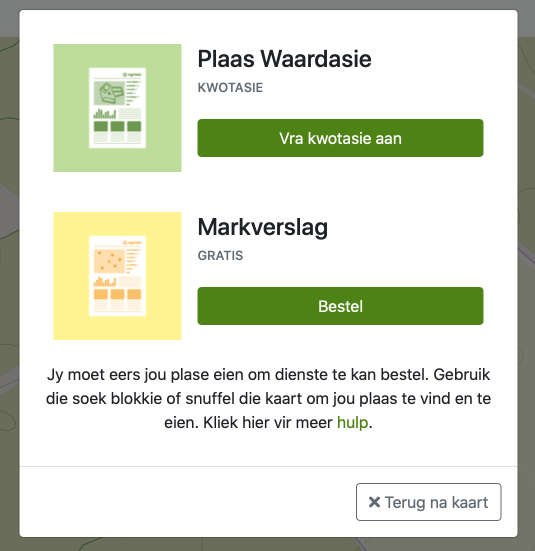 Plaas Waardasie
KWOTASIE
Vra kwotasie aan
Markverslag
GRATIS
Bestel
Jy moet eers jou plase eien om dienste te kan bestel. Gebruik
die soek blokkie of snuffel die kaart om jou plaas te vind en te
eien. Kliek hier vir meer hulp.
Terug na kaart